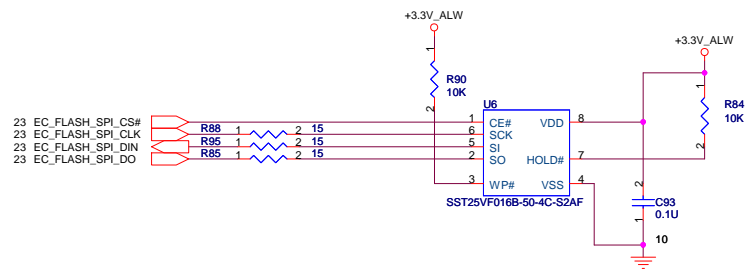 +3.3V_ALW
+3.3V_ALW
1
R90
10K
2
1
R84
10K
2
U6
23 EC_FLASH_SPI_CS#
1 CE# VDD 8
23 EC_FLASH_SPI_CLK
R88 1 2 15
6 SCK
23 EC_FLASH_SPI_DIN
R95 1 2 15
5 SI
23 EC_FLASH_SPI_DO
R85 1 2 15
2 SO HOLD# 7
3 WP# VSS 4
SST25VF016B-50-4C-S2AF
2
C93
0.1U
1
10